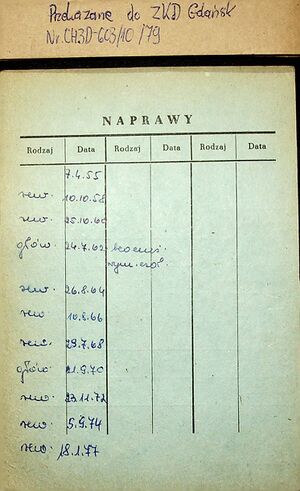 Przekazane do ZKD Gdańsk
Nr. CH3D-603/10/79
NAPRAWY
Rodzaj Data Rodzaj Data Rodzaj Data
7.4.55
rew. 10.10.58
rew. 25.10.60
głów. 24.7.62
rew. 26.8.64
rew 10.8.66
rew. 29.7.68
głów. 21.9.70
rew. 23.11.72
rew. 5.9.74
rew. 18.1.77